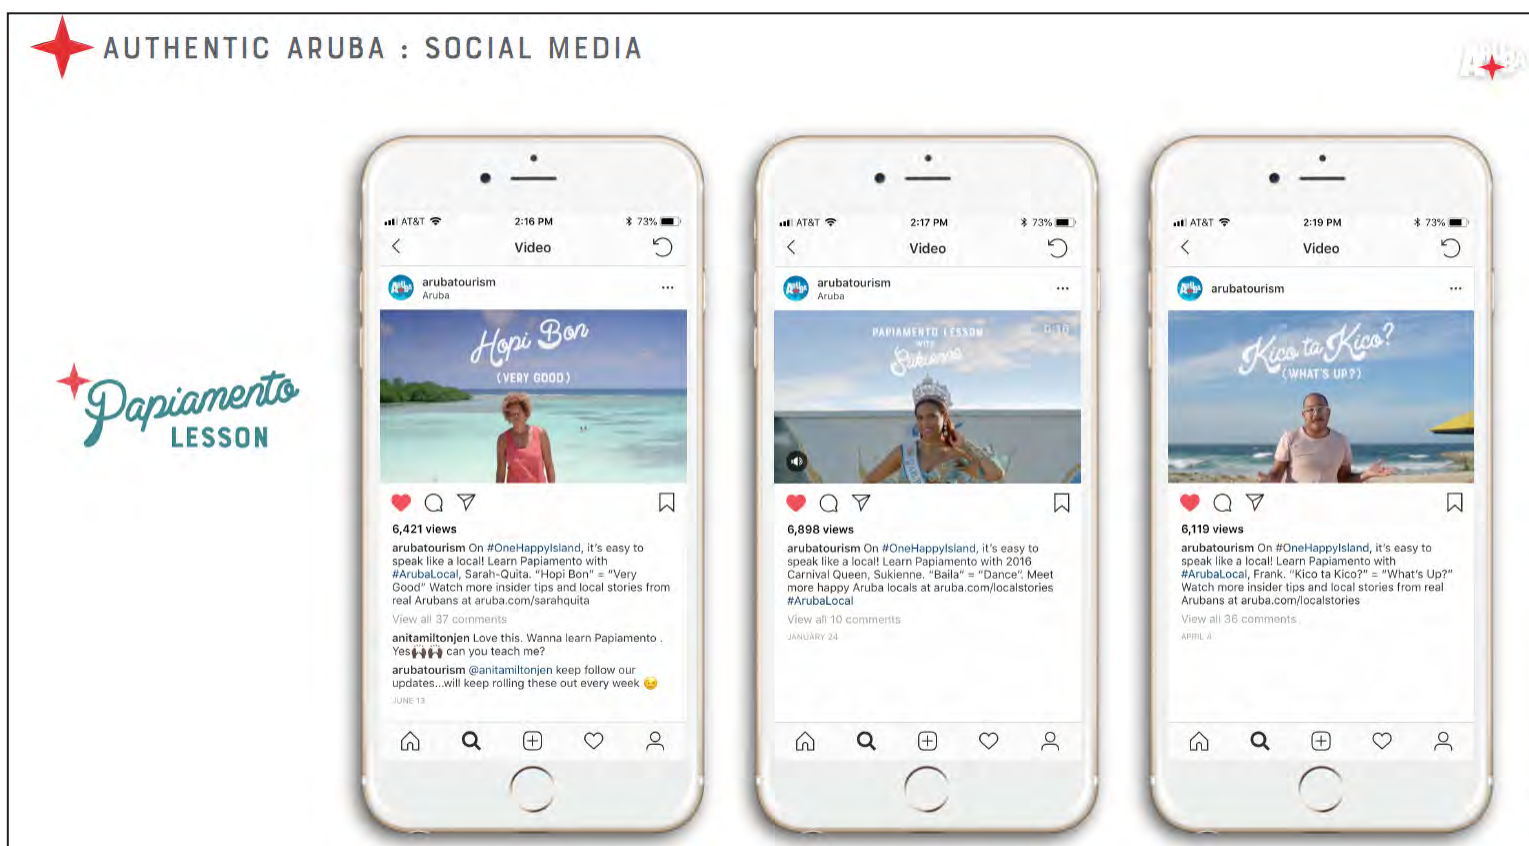 AUTHENTIC ARUBA : SOCIAL MEDIA
ARUBA
Papiamento
LESSON
AT&T
2:16 PM
73%
Video
arubatourism
Aruba
Hopi Bon
(VERY GOOD)
6,421 views
arubatourism On #OneHappyIsland, it's easy to
speak like a local! Learn Papiamento with
#ArubaLocal, Sarah-Quita. “Hopi Bon” = “Very
Good” Watch more insider tips and local stories from
real Arubans at aruba.com/sarahquita
View all 37 comments
anitamiltonjen Love this. Wanna learn Papiamento .
Yes🙌🏿🙌🏿 can you teach me?
arubatourism @anitamiltonjen keep follow our
updates...will keep rolling these out every week 😉
JUNE 13
AT&T
2:17 PM
73%
Video
arubatourism
Aruba
PAPIAMENTO LESSON
WITH
Sukienne
0:16
6,898 views
arubatourism On #OneHappyIsland, it's easy to
speak like a local! Learn Papiamento with 2016
Carnival Queen, Sukienne. “Baila” = “Dance”. Meet
more happy Aruba locals at aruba.com/localstories
#ArubaLocal
View all 10 comments
JANUARY 24
AT&T
2:19 PM
73%
Video
arubatourism
Kico ta Kico?
(WHAT'S UP?)
6,119 views
arubatourism On #OneHappyIsland, it's easy to
speak like a local! Learn Papiamento with
#ArubaLocal, Frank. “Kico ta Kico?” = “What's Up?”
Watch more insider tips and local stories from real
Arubans at aruba.com/localstories
View all 36 comments
APRIL 4